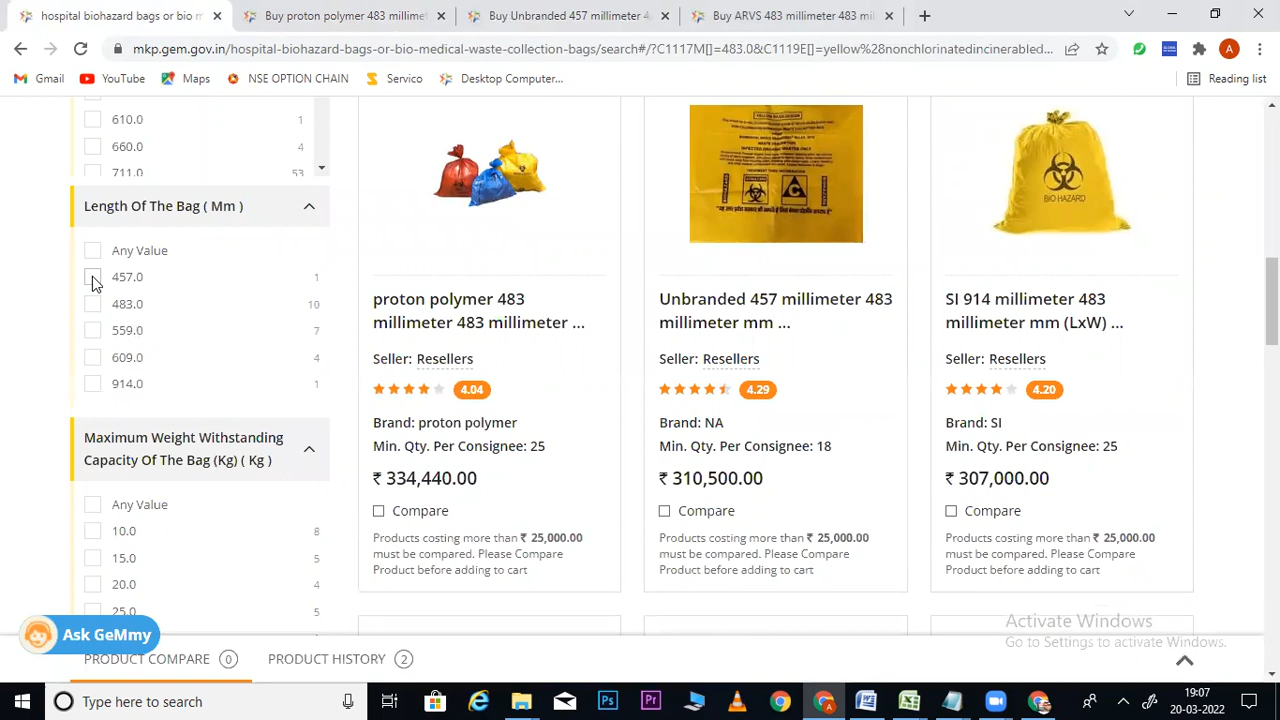 hospital biohazard bags or bio m
Buy proton polymer 483 millimet
Buy Unbranded 457 millimeter 4
Buy ARVS 483 millimeter 483 mil
mkp.gem.gov.in/hospital-biohazard-bags-or-bio-medical-waste-collection-bags/search#/?C1117M[]=483.0&C1119E[]=yellow%28nonchlorinatedincinerabled...
A
Gmail
YouTube
Maps
NSE OPTION CHAIN
Servico
Desktop Computer...
Reading list
610.0 1
660.0 4
711.0 53
Length Of The Bag ( Mm )
Any Value
457.0 1
483.0 10
559.0 7
609.0 4
914.0 1
Maximum Weight Withstanding
Capacity Of The Bag (Kg) ( Kg )
Any Value
10.0 8
15.0 5
20.0 4
25.0 5
BIO HAZARD
proton polymer 483
millimeter 483 millimeter ...
Seller: Resellers
4.04
Brand: proton polymer
Min. Qty. Per Consignee: 25
₹ 334,440.00
Compare
Products costing more than ₹ 25,000.00
must be compared. Please Compare
Product before adding to cart
Unbranded 457 millimeter 483
millimeter mm ...
Seller: Resellers
4.29
Brand: NA
Min. Qty. Per Consignee: 18
₹ 310,500.00
Compare
Products costing more than ₹ 25,000.00
must be compared. Please Compare
Product before adding to cart
SI 914 millimeter 483
millimeter mm (LxW) ...
Seller: Resellers
4.20
Brand: SI
Min. Qty. Per Consignee: 25
₹ 307,000.00
Compare
Products costing more than ₹ 25,000.00
must be compared. Please Compare
Product before adding to cart
Activate Windows
Go to Settings to activate Windows.
Ask GeMmy
PRODUCT COMPARE 0
PRODUCT HISTORY 2
Type here to search
19:07
20-03-2022